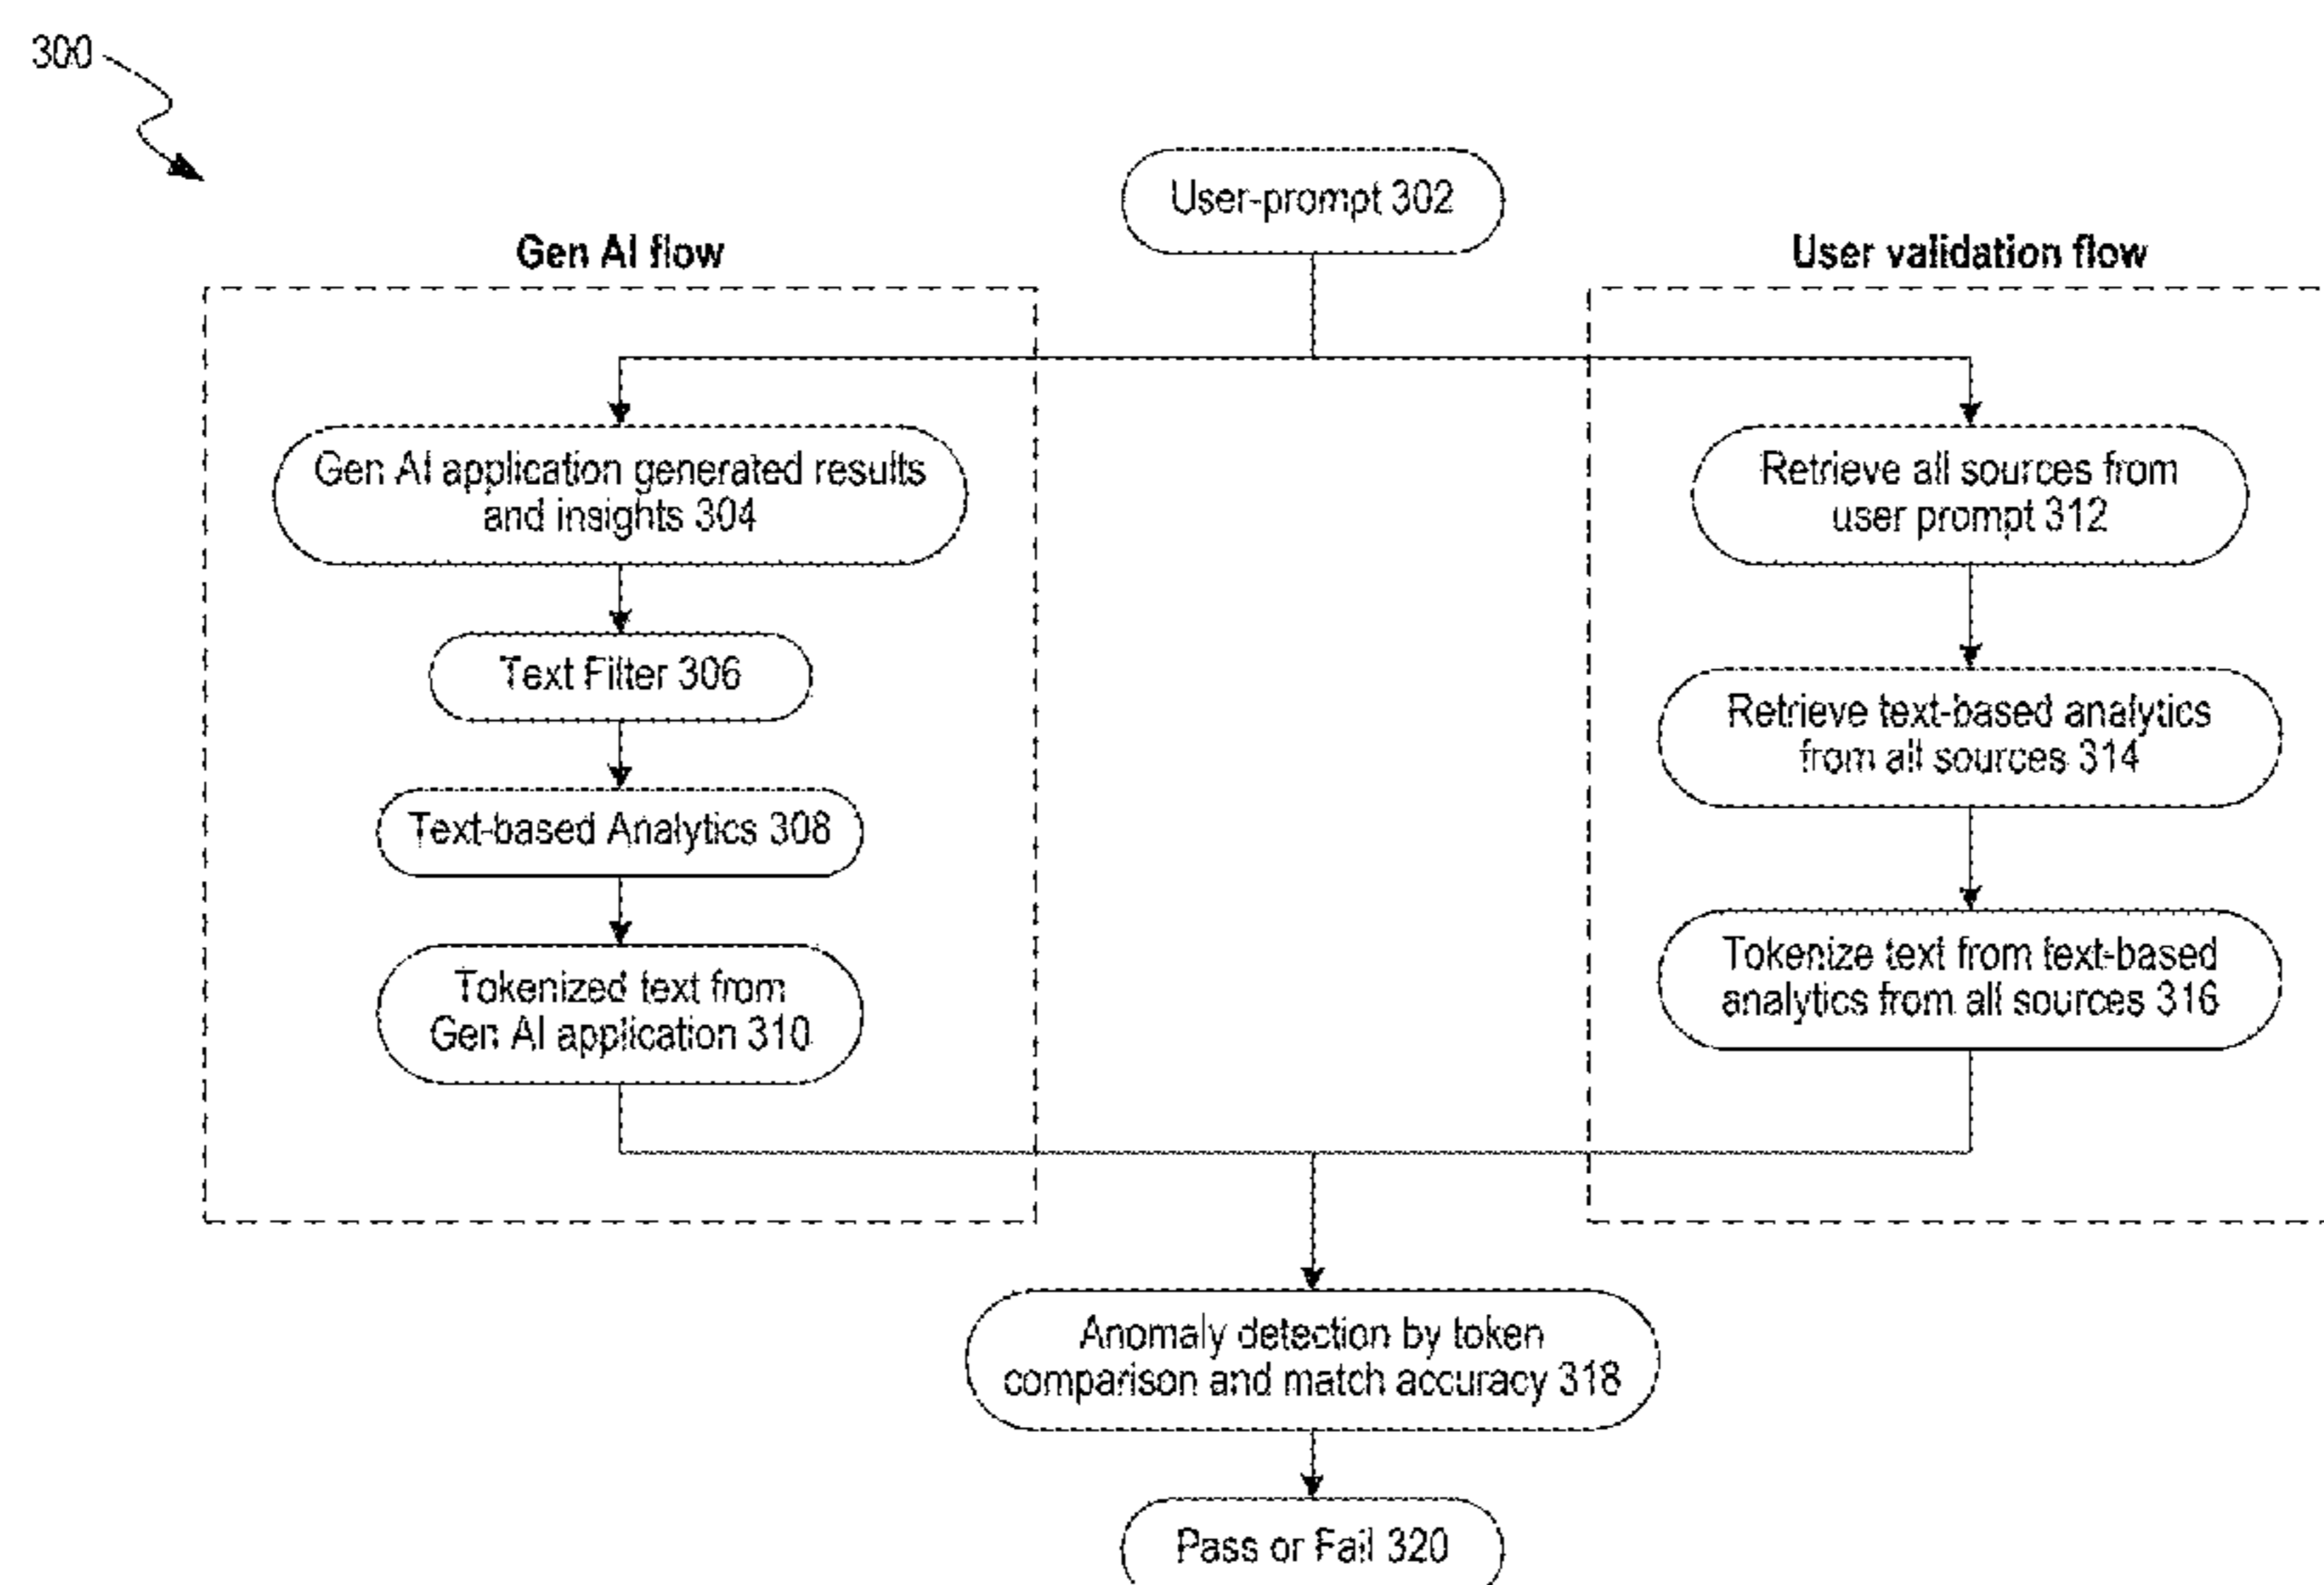 300
User-prompt 302
Gen AI flow
User validation flow
Gen AI application generated results
and insights 304
Text Filter 306
Text-based Analytics 308
Tokenized text from
Gen AI application 310
Retrieve all sources from
user prompt 312
Retrieve text-based analytics
from all sources 314
Tokenize text from text-based
analytics from all sources 316
Anomaly detection by token
comparison and match accuracy 318
Pass or Fail 320